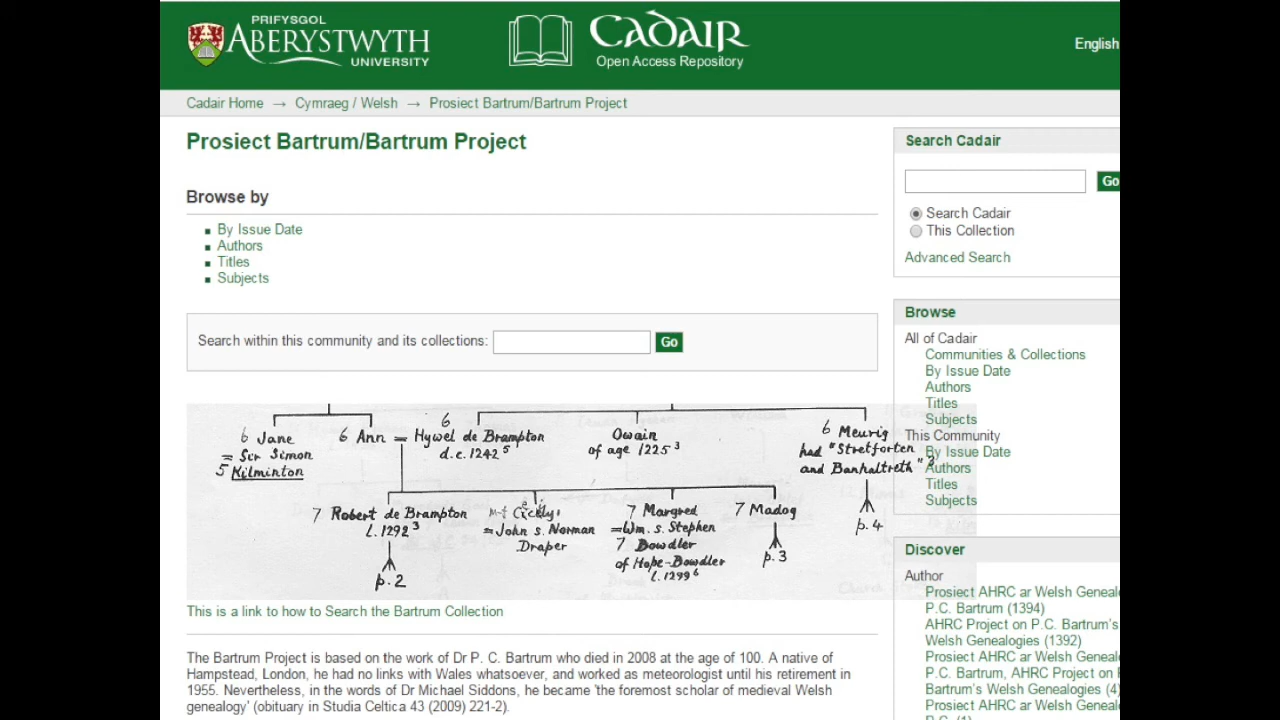 PRIFYSGOL
ABERYSTWYTH
UNIVERSITY
CADAIR
Open Access Repository
English
Cadair Home → Cymraeg / Welsh → Prosiect Bartrum/Bartrum Project
Prosiect Bartrum/Bartrum Project
Browse by
By Issue Date
Authors
Titles
Subjects
Search within this community and its collections: Go
6 Jane
= Sir Simon
5 Kilminton
6 Ann =
6
Hywel de Brampton
d.c. 1242 5
Owain
of age 1225 3
6 Meurig
had "Stretforten
and Banhaltreth"
p.4
7 Robert de Brampton
l.1292 3
p.2
=John s. Norman
Draper
7 Margred
=Wm. s. Stephen
7 Bowdler
of Hope-Bowdler
l.1299 6
7 Madog
p.3
This is a link to how to Search the Bartrum Collection
The Bartrum Project is based on the work of Dr P. C. Bartrum who died in 2008 at the age of 100. A native of
Hampstead, London, he had no links with Wales whatsoever, and worked as meteorologist until his retirement in
1955. Nevertheless, in the words of Dr Michael Siddons, he became 'the foremost scholar of medieval Welsh
genealogy' (obituary in Studia Celtica 43 (2009) 221-2).
Search Cadair
Go
Search Cadair
This Collection
Advanced Search
Browse
All of Cadair
Communities & Collections
By Issue Date
Authors
Titles
Subjects
This Community
By Issue Date
Authors
Titles
Subjects
Discover
Author
Prosiect AHRC ar Welsh Geneal
P.C. Bartrum (1394)
AHRC Project on P.C. Bartrum's
Welsh Genealogies (1392)
Prosiect AHRC ar Welsh Geneal
P.C. Bartrum, AHRC Project on
Bartrum's Welsh Genealogies (4)
Prosiect AHRC ar Welsh Geneal
P.C. (1)